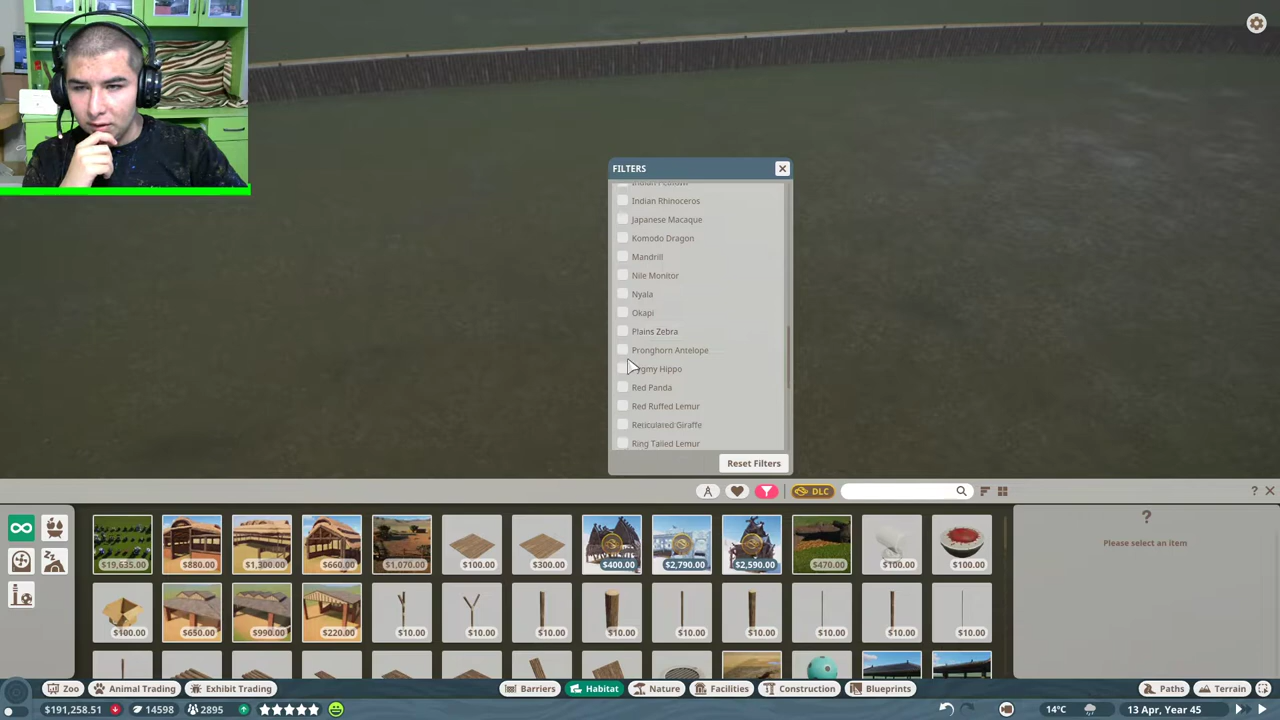 FILTERS
Indian Rhinoceros
Japanese Macaque
Komodo Dragon
Mandrill
Nile Monitor
Nyala
Okapi
Plains Zebra
Pronghorn Antelope
Hippo
Red Panda
Red Ruffed Lemur
Reticulated Giraffe
Ring Tailed Lemur
Reset Filters
DLC
?
?
Please select an item
$19,635.00 $880.00 $1,300.00 $660.00 $1,070.00 $100.00 $300.00 $400.00 $2,790.00 $2,590.00 $470.00 $100.00 $100.00
$100.00 $650.00 $990.00 $220.00 $10.00 $10.00 $10.00 $10.00 $10.00 $10.00 $10.00 $10.00 $10.00
Zoo Animal Trading Exhibit Trading Barriers Habitat Nature Facilities Construction Blueprints Paths Terrain
$191,258.51 14598 2895 14°C 13 Apr, Year 45